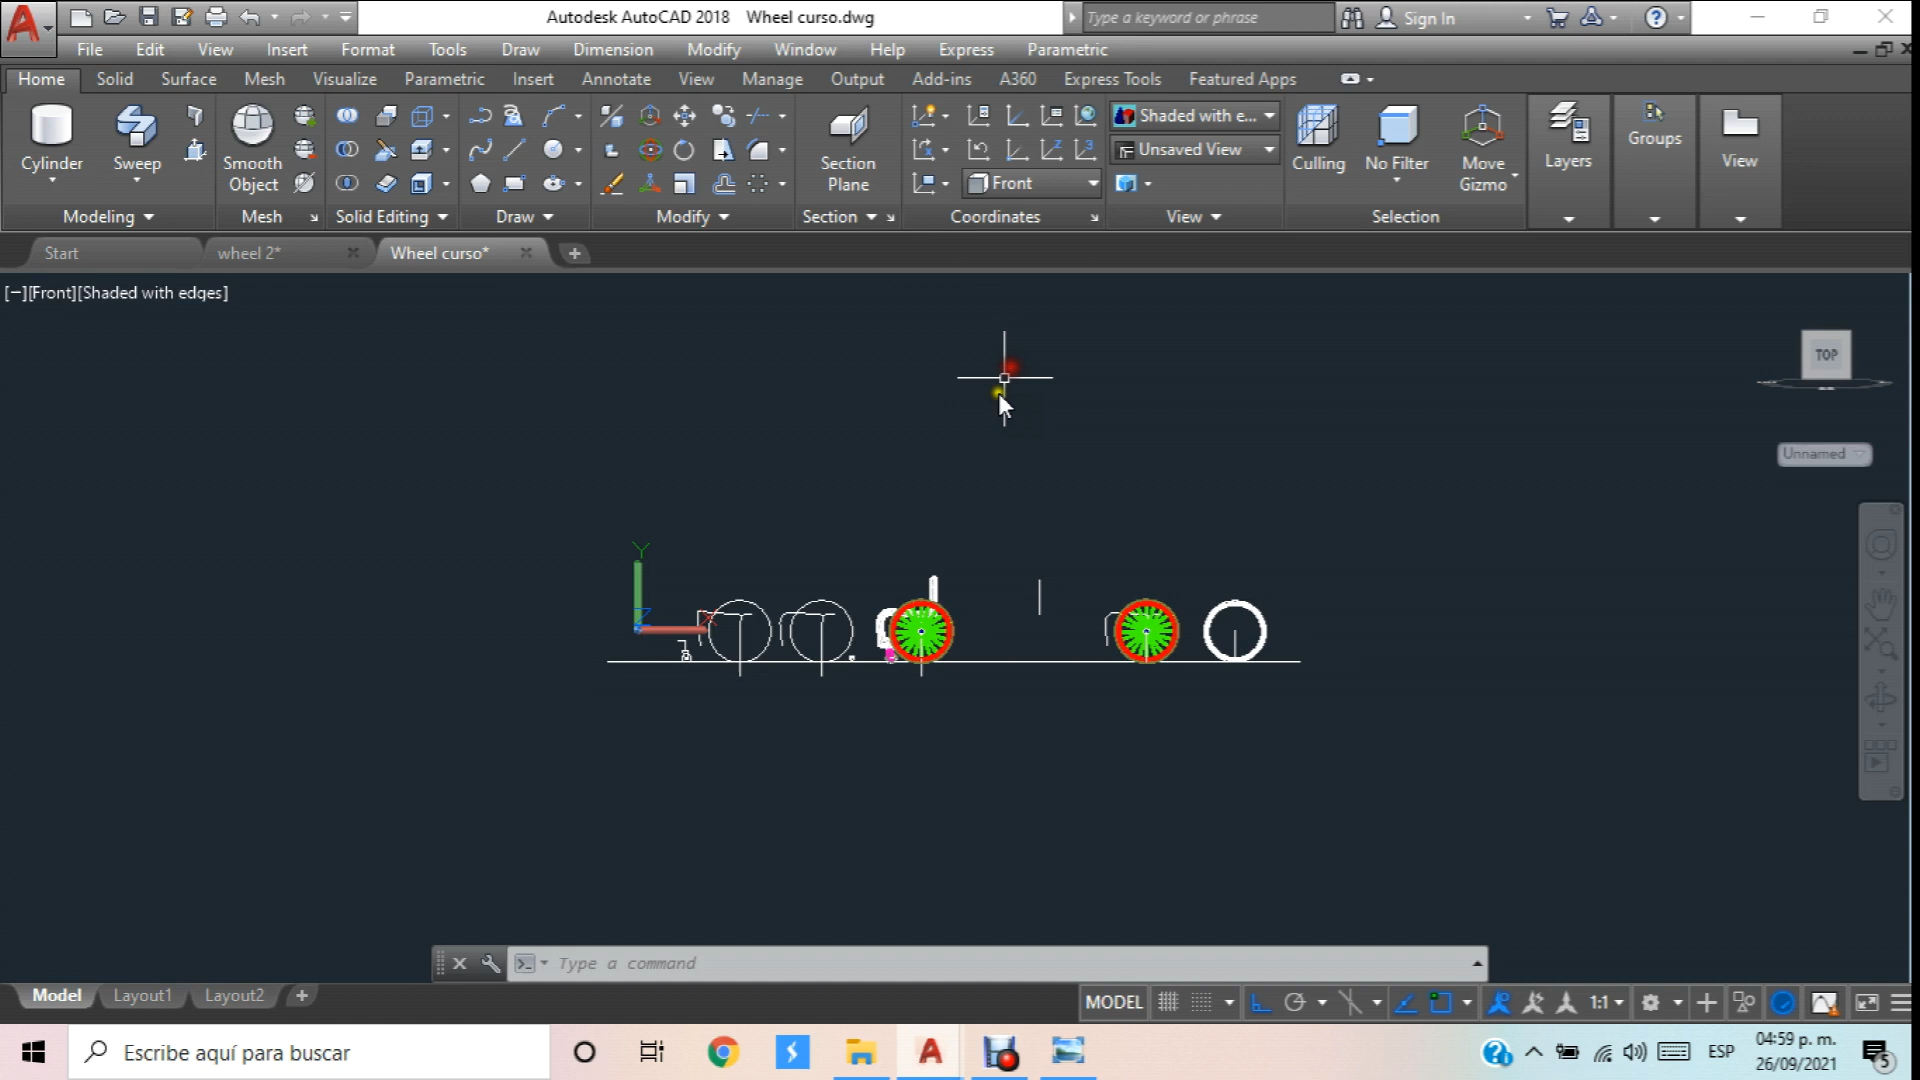 Autodesk AutoCAD 2018 Wheel curso.dwg
Type a keyword or phrase
Sign In
File Edit View Insert Format Tools Draw Dimension Modify Window Help Express Parametric
Home Solid Surface Mesh Visualize Parametric Insert Annotate View Manage Output Add-ins A360 Express Tools Featured Apps
Shaded with e...
Unsaved View
Front
Cylinder
Sweep
Smooth
Object
Section
Plane
Culling
No Filter
Move
Gizmo
Layers
Groups
View
Modeling Mesh Solid Editing Draw Modify Section Coordinates View Selection
Start wheel 2* Wheel curso*
[−][Front][Shaded with edges]
TOP
Unnamed
Y
X
Z
Type a command
Model Layout1 Layout2
MODEL 1:1
Escribe aquí para buscar
ESP
04:59 p. m.
26/09/2021
5